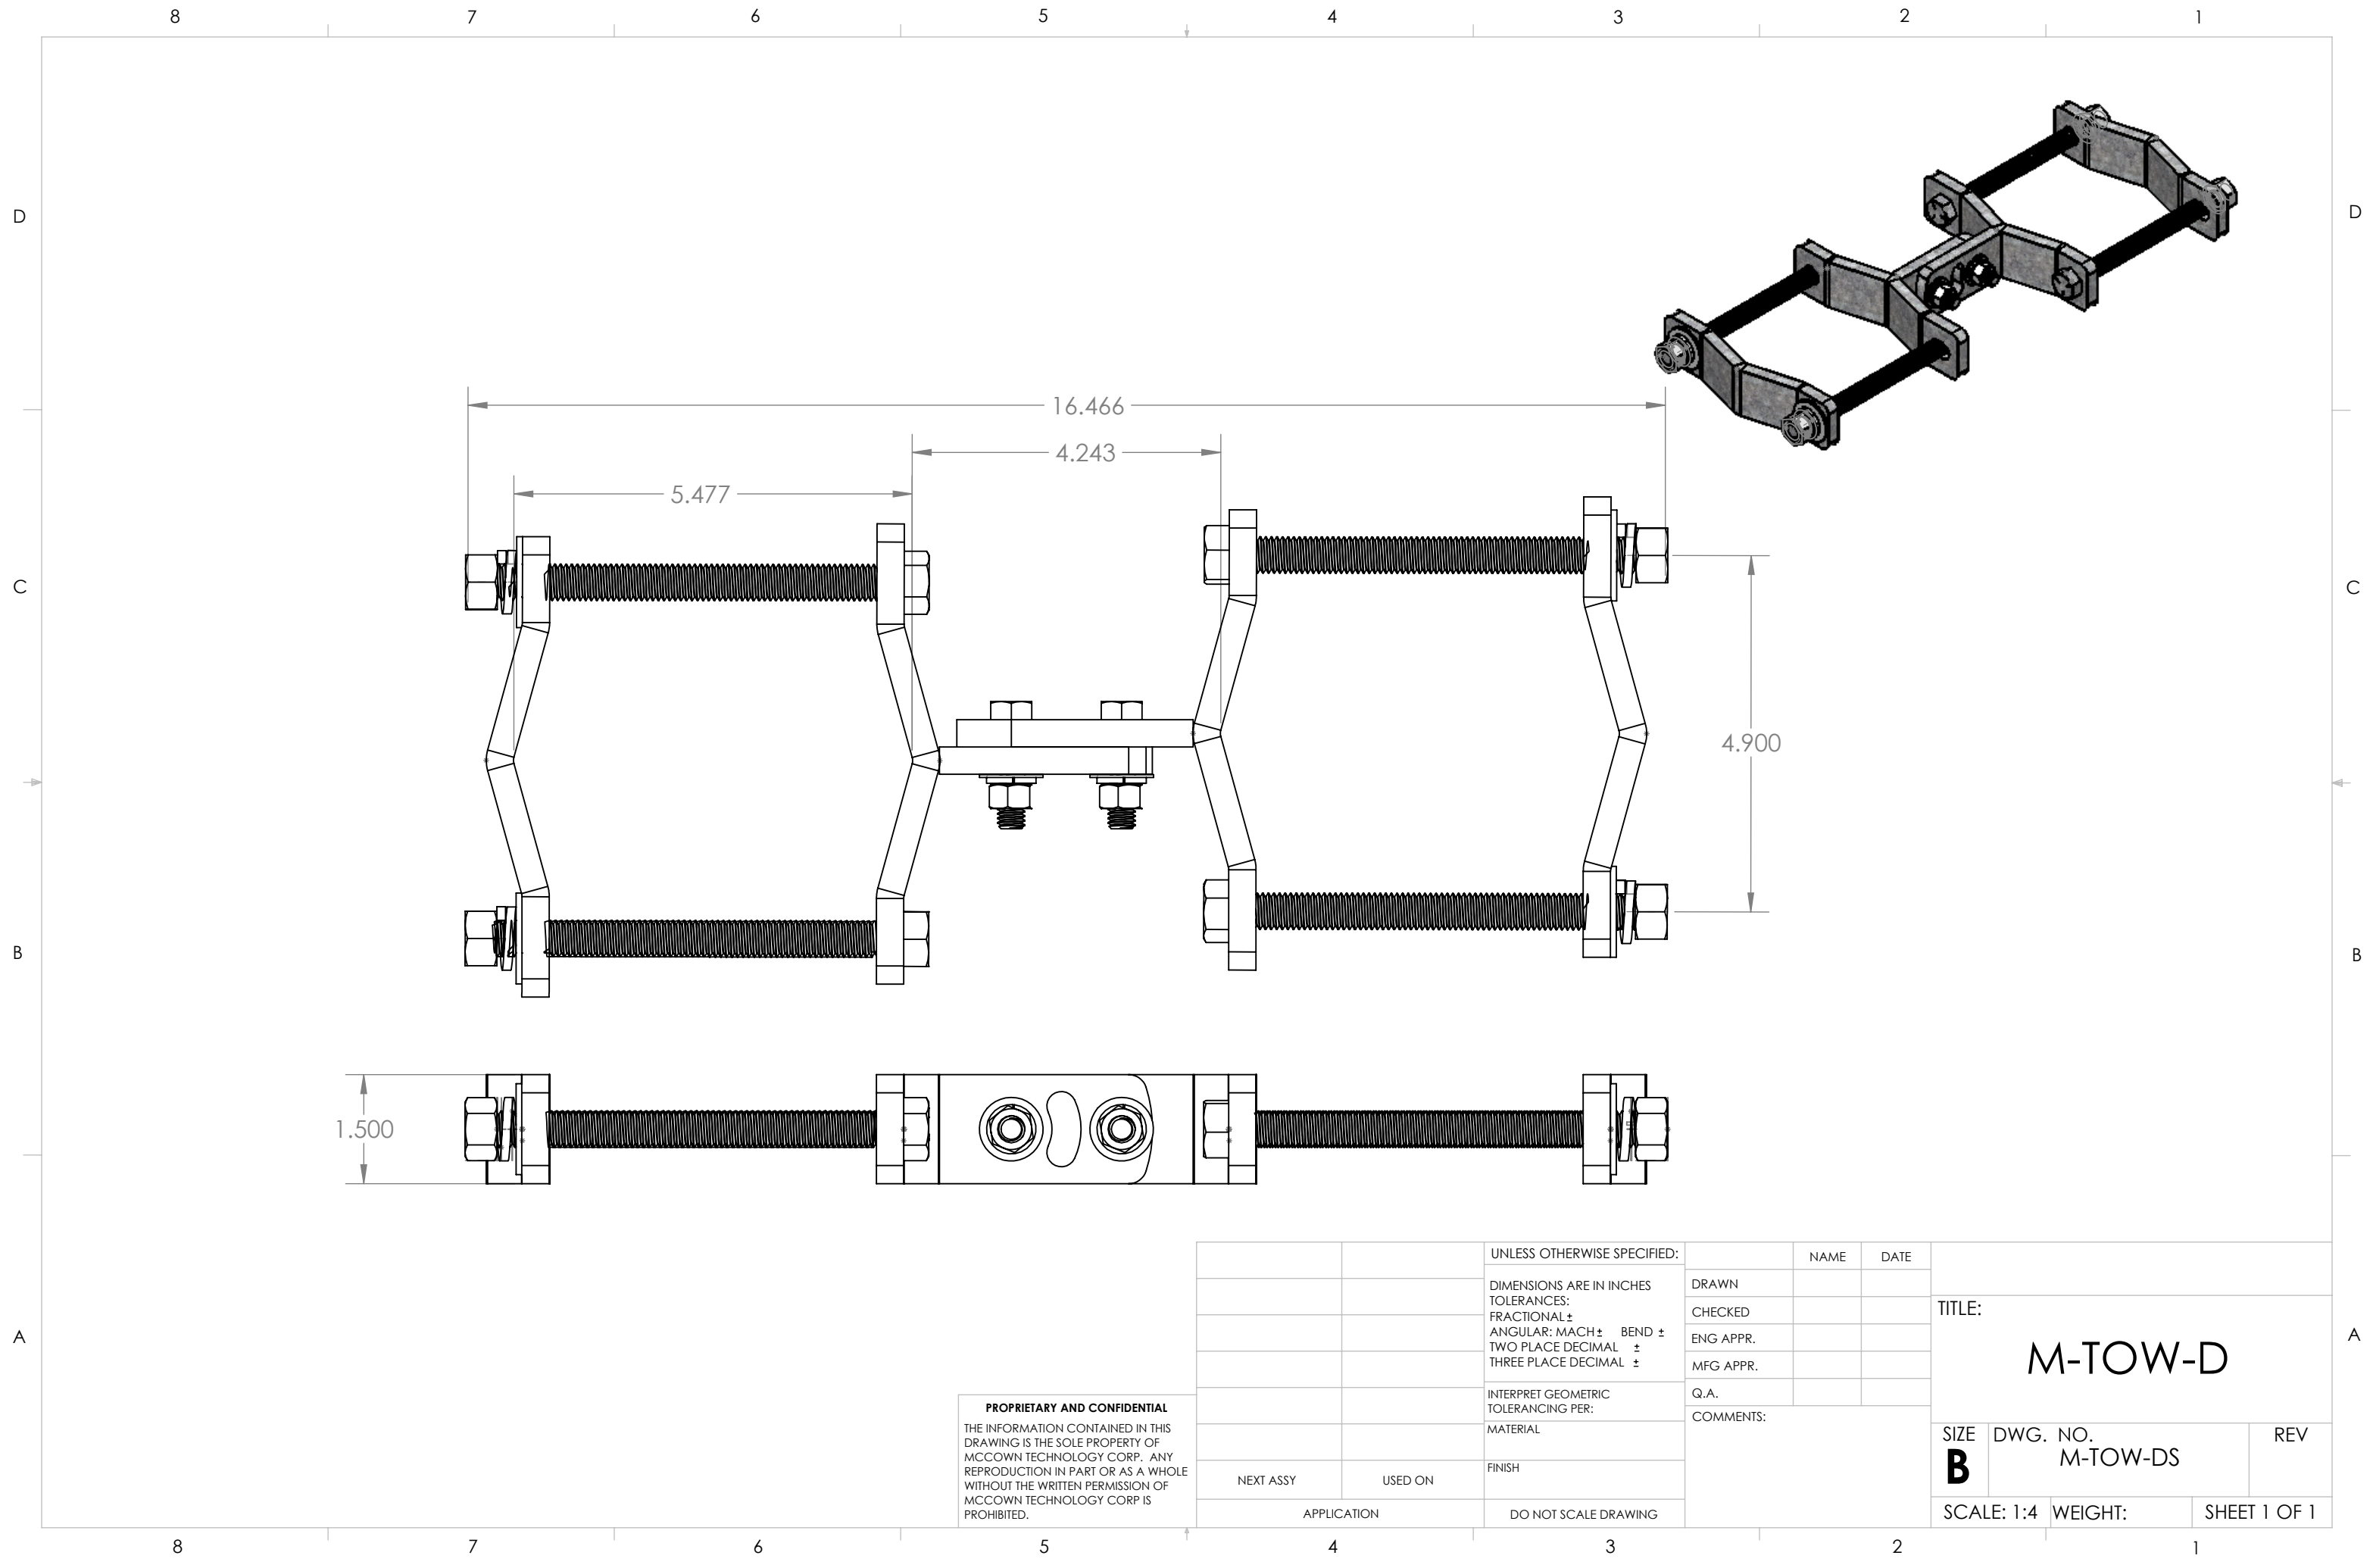 8 7 6 5 4 3 2 1
D D
16.466
4.243
5.477
C C
4.900
B B
1.500
UNLESS OTHERWISE SPECIFIED:
NAME DATE
DIMENSIONS ARE IN INCHES
TOLERANCES:
FRACTIONAL ±
ANGULAR: MACH ± BEND ±
TWO PLACE DECIMAL ±
THREE PLACE DECIMAL ±
INTERPRET GEOMETRIC
TOLERANCING PER:
MATERIAL
FINISH
DO NOT SCALE DRAWING
DRAWN
CHECKED
ENG APPR.
MFG APPR.
Q.A.
COMMENTS:
TITLE:
M-TOW-D
SIZE
B
DWG. NO.
M-TOW-DS
REV
SCALE: 1:4 WEIGHT: SHEET 1 OF 1
A A
PROPRIETARY AND CONFIDENTIAL
THE INFORMATION CONTAINED IN THIS
DRAWING IS THE SOLE PROPERTY OF
MCCOWN TECHNOLOGY CORP. ANY
REPRODUCTION IN PART OR AS A WHOLE
WITHOUT THE WRITTEN PERMISSION OF
MCCOWN TECHNOLOGY CORP IS
PROHIBITED.
NEXT ASSY USED ON
APPLICATION
8 7 6 5 4 3 2 1